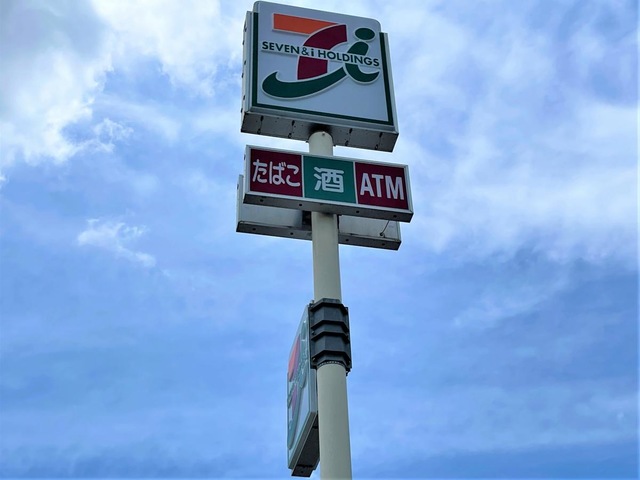 SEVEN & i HOLDINGS
たばこ 酒 ATM